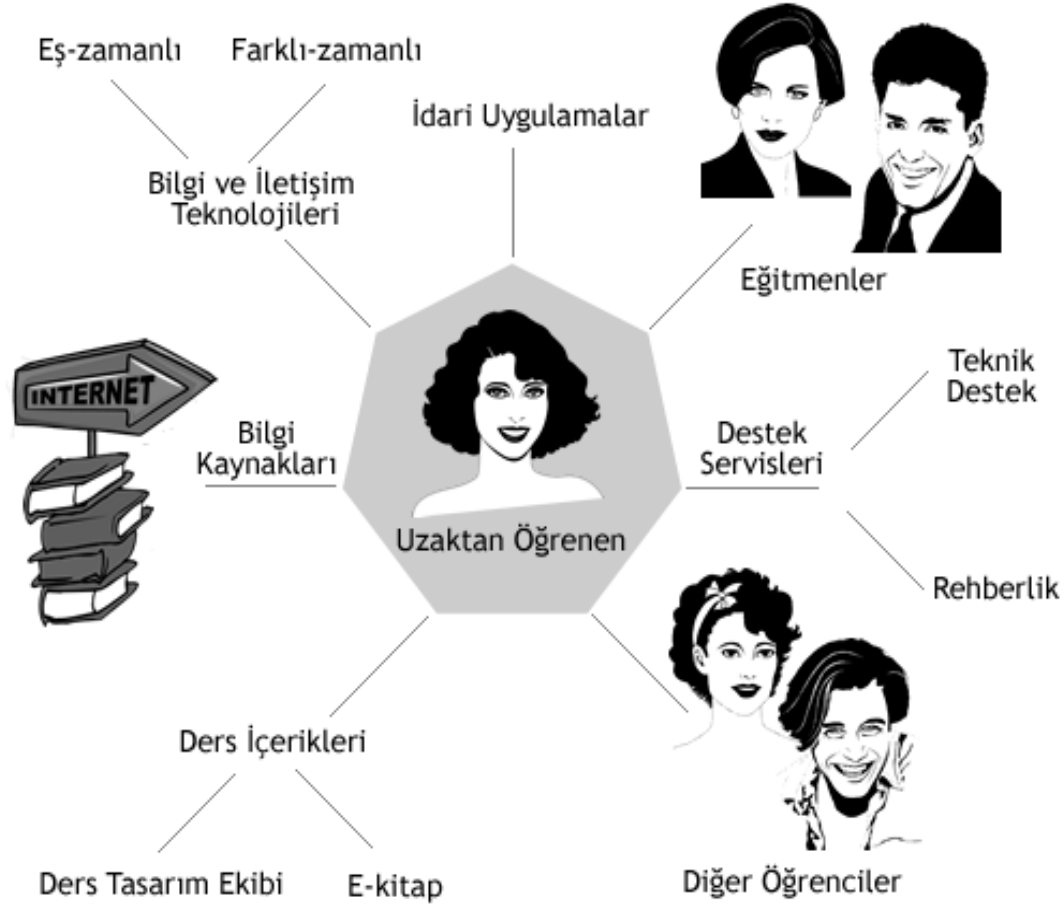 Eş-zamanlı
Farklı-zamanlı
İdari Uygulamalar
Bilgi ve İletişim
Teknolojileri
Eğitmenler
Teknik
Destek
INTERNET
Bilgi
Kaynakları
Destek
Servisleri
Uzaktan Öğrenen
Rehberlik
Ders İçerikleri
Ders Tasarım Ekibi
E-kitap
Diğer Öğrenciler